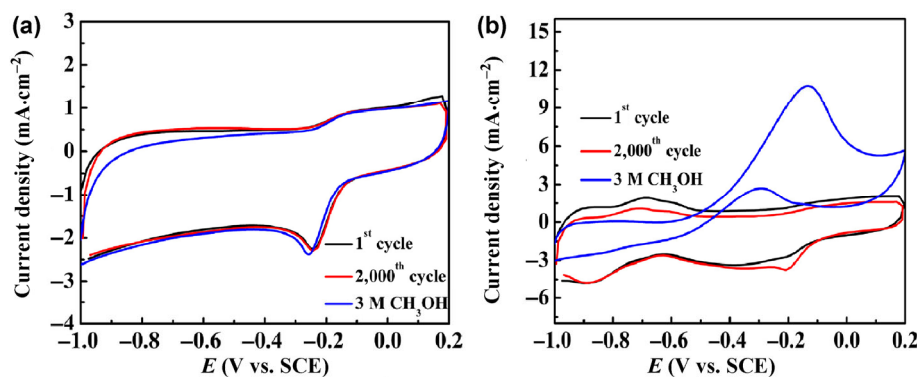 (a)
Current density (mA·cm⁻²)
3
2
1
0
−1
−2
−3
−4
1ˢᵗ cycle
2,000ᵗʰ cycle
3 M CH₃OH
−1.0 −0.8 −0.6 −0.4 −0.2 0.0 0.2
E (V vs. SCE)
(b)
Current density (mA·cm⁻²)
15
12
9
6
3
0
−3
−6
1ˢᵗ cycle
2,000ᵗʰ cycle
3 M CH₃OH
−1.0 −0.8 −0.6 −0.4 −0.2 0.0 0.2
E (V vs. SCE)